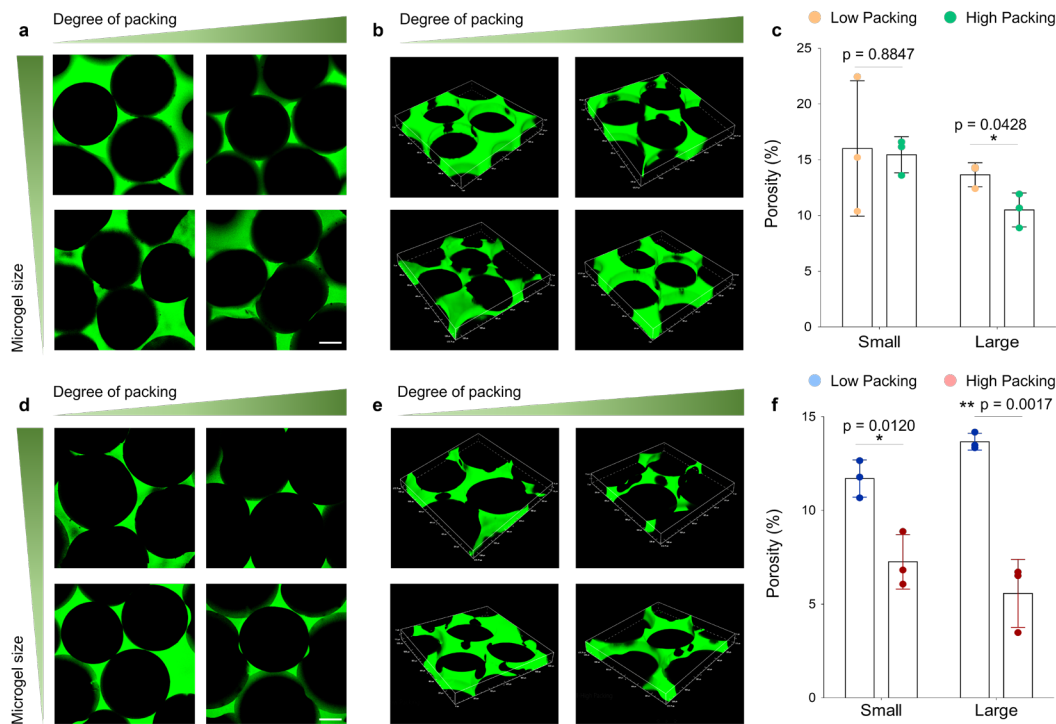 Degree of packing
a
Microgel size
Degree of packing
b
Low Packing High Packing
c
25
20
15
10
5
0
Porosity (%)
p = 0.8847
p = 0.0428
*
Small Large
Degree of packing
d
Microgel size
Degree of packing
e
Low Packing High Packing
f
15
10
5
0
Porosity (%)
p = 0.0120
*
** p = 0.0017
Small Large